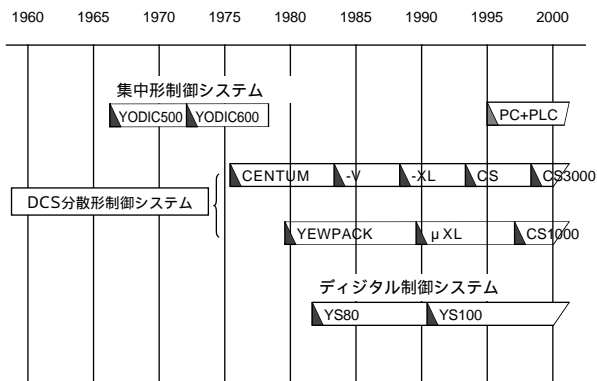 1960 1965 1970 1975 1980 1985 1990 1995 2000
集中形制御システム
YODIC500 YODIC600
PC+PLC
CENTUM -V -XL CS CS3000
DCS分散形制御システム
YEWPACK μXL CS1000
ディジタル制御システム
YS80 YS100